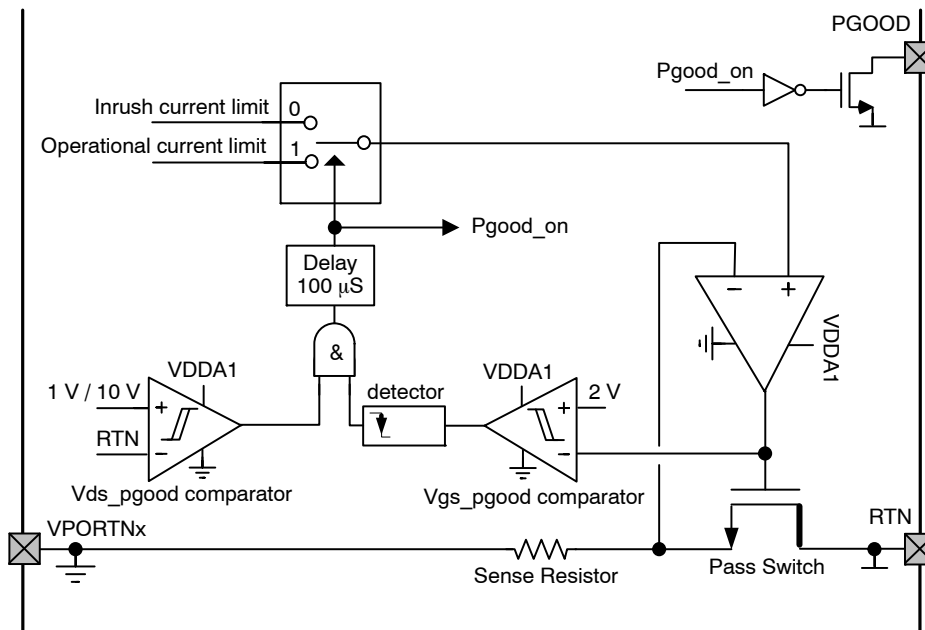 PGOOD
Pgood_on
Inrush current limit
0
Operational current limit
1
Pgood_on
Delay
100 μS
−
+
VDDA1
&
VDDA1
detector
VDDA1
1 V / 10 V
+
+
2 V
RTN
−
−
Vds_pgood comparator
Vgs_pgood comparator
VPORTNx
RTN
Sense Resistor
Pass Switch